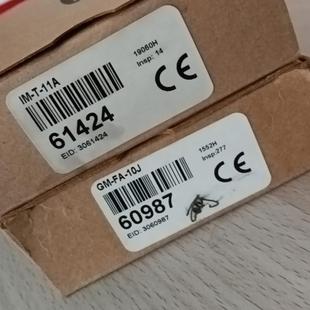 IM-T-11A
19060H
Insp: 14
61424
EID: 3061424
CE
GM-FA-10J
1552H
Insp:277
60987
EID: 3060987
CE